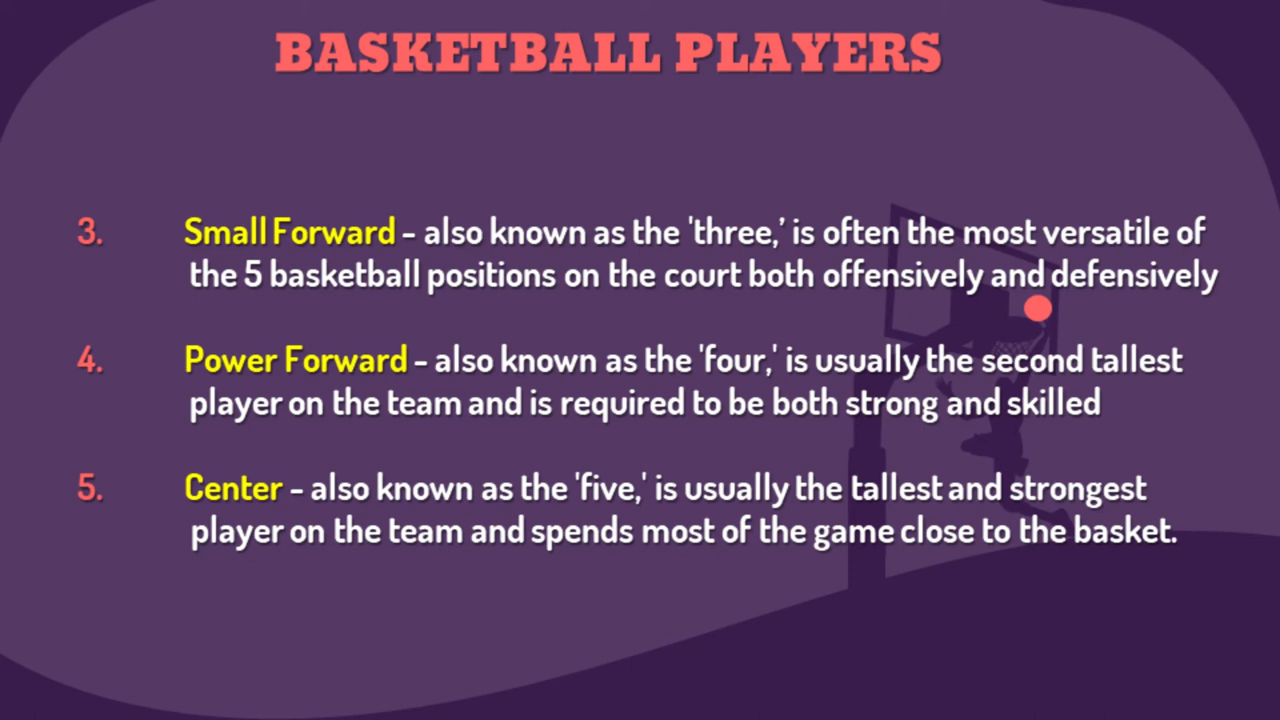 BASKETBALL PLAYERS
3. Small Forward - also known as the 'three,’ is often the most versatile of
the 5 basketball positions on the court both offensively and defensively
4. Power Forward - also known as the 'four,' is usually the second tallest
player on the team and is required to be both strong and skilled
5. Center - also known as the 'five,' is usually the tallest and strongest
player on the team and spends most of the game close to the basket.